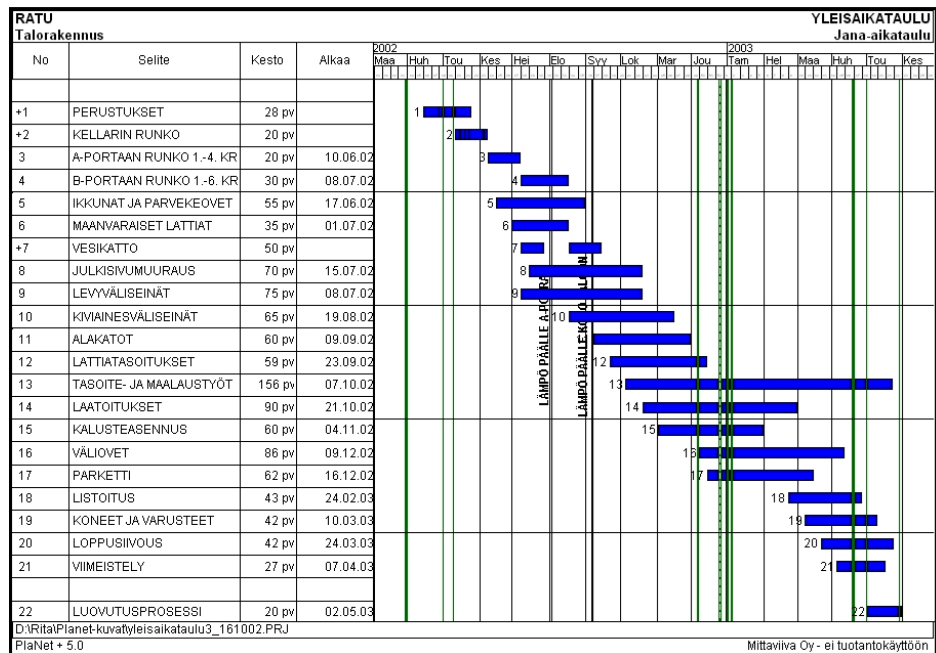 RATU YLEISAIKATAULU
Talorakennus Jana-aikataulu
2002 2003
No Selite Kesto Alkaa Maa Huh Tou Kes Hei Elo Syy Lok Mar Jou Tam Hel Maa Huh Tou Kes
+1 PERUSTUKSET 28 pv 1
+2 KELLARIN RUNKO 20 pv 2
3 A-PORTAAN RUNKO 1.-4. KR 20 pv 10.06.02 3
4 B-PORTAAN RUNKO 1.-6. KR 30 pv 08.07.02 4
5 IKKUNAT JA PARVEKEOVET 55 pv 17.06.02 5
6 MAANVARAISET LATTIAT 35 pv 01.07.02 6
+7 VESIKATTO 50 pv 7
8 JULKISIVUMUURAUS 70 pv 15.07.02 8
9 LEVYVÄLISEINÄT 75 pv 08.07.02 9
10 KIVIAINESVÄLISEINÄT 65 pv 19.08.02 10
11 ALAKATOT 60 pv 09.09.02
12 LATTIATASOITUKSET 59 pv 23.09.02 12
13 TASOITE- JA MAALAUSTYÖT 156 pv 07.10.02 13
14 LAATOITUKSET 90 pv 21.10.02 14
15 KALUSTEASENNUS 60 pv 04.11.02 15
16 VÄLIOVET 86 pv 09.12.02 16
17 PARKETTI 62 pv 16.12.02 17
18 LISTOITUS 43 pv 24.02.03 18
19 KONEET JA VARUSTEET 42 pv 10.03.03 19
20 LOPPUSIIVOUS 42 pv 24.03.03 20
21 VIIMEISTELY 27 pv 07.04.03 21
22 LUOVUTUSPROSESSI 20 pv 02.05.03 22
LÄMPÖ PÄÄLLE
LÄMPÖ PÄÄLLE
D:\Rita\Planet-kuvat\yleisaikataulu3_161002.PRJ
PlaNet + 5.0 Mittaviiva Oy - ei tuotantokäyttöön